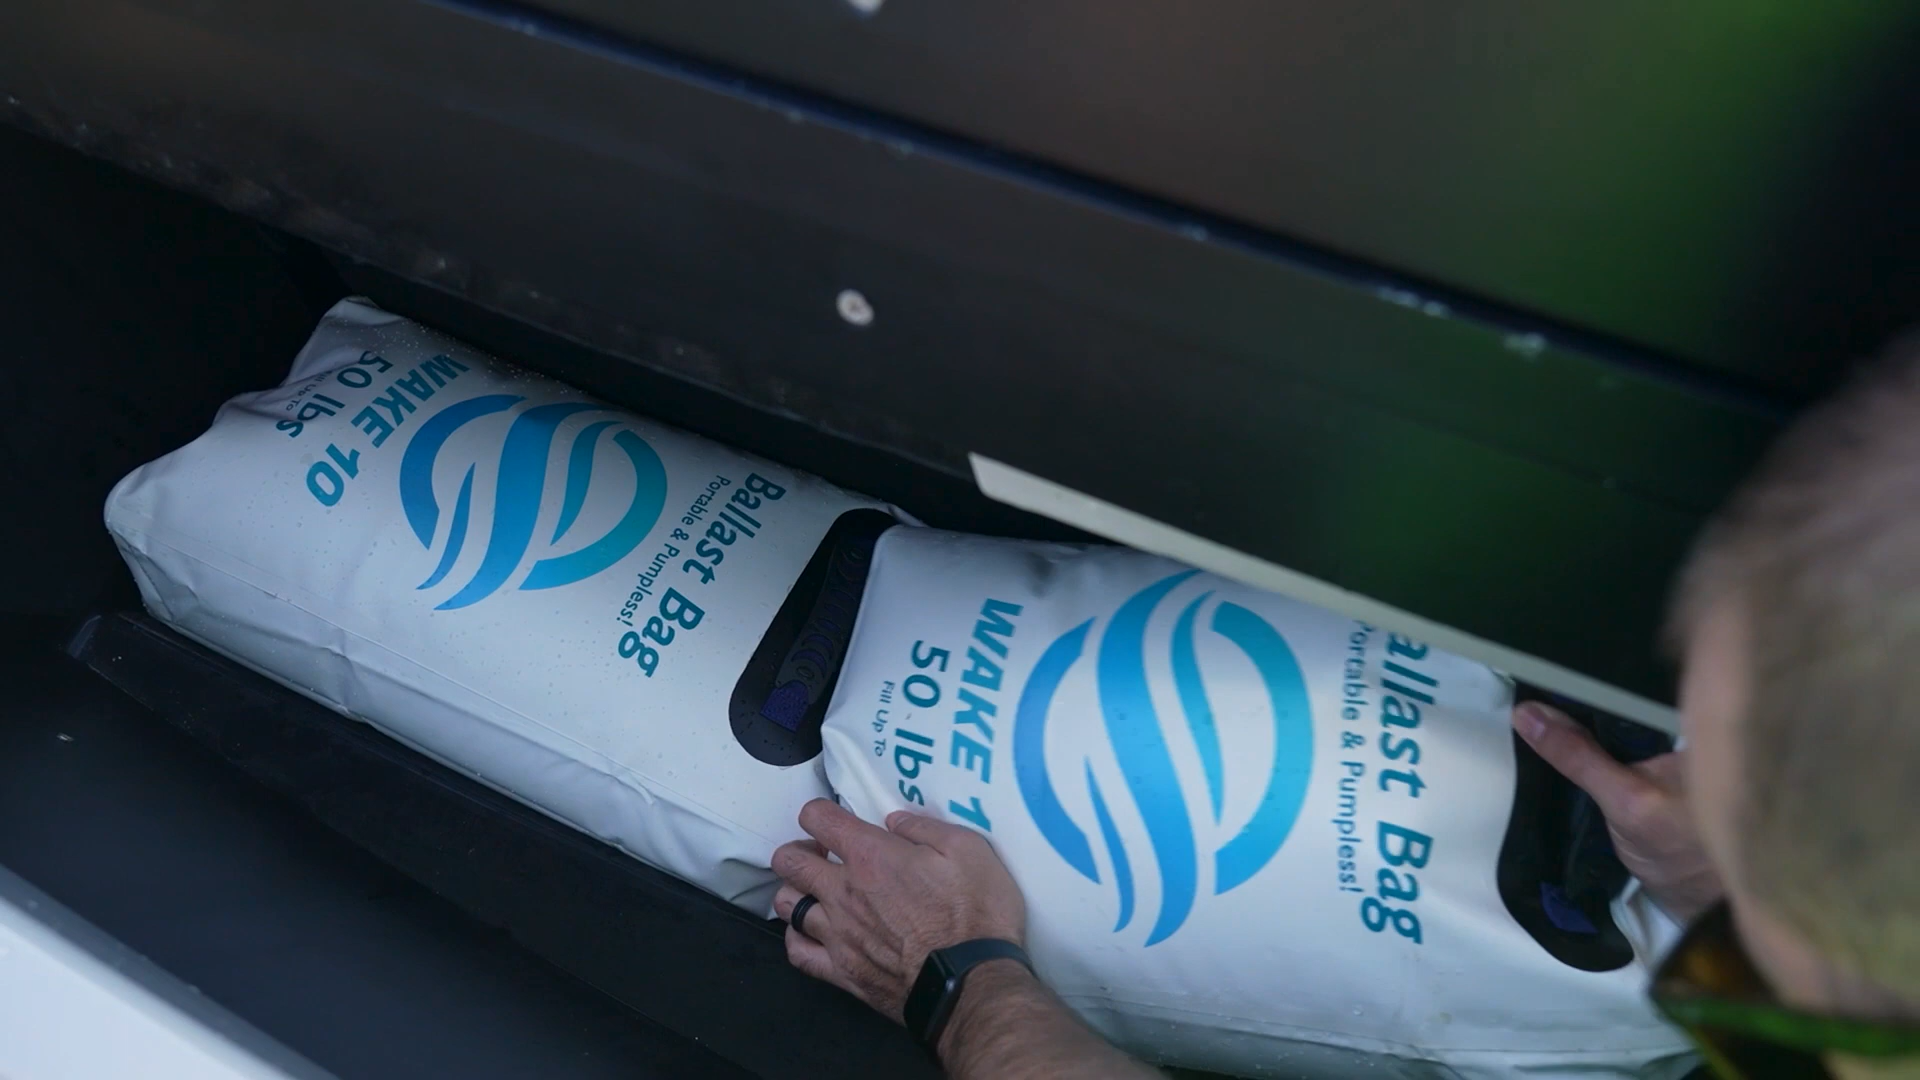 Ballast Bag
Portable & Pumpless!
WAKE 10
50 lbs
Fill Up To
allast Bag
Portable & Pumpless!
WAKE 1
50 lbs
Fill Up To